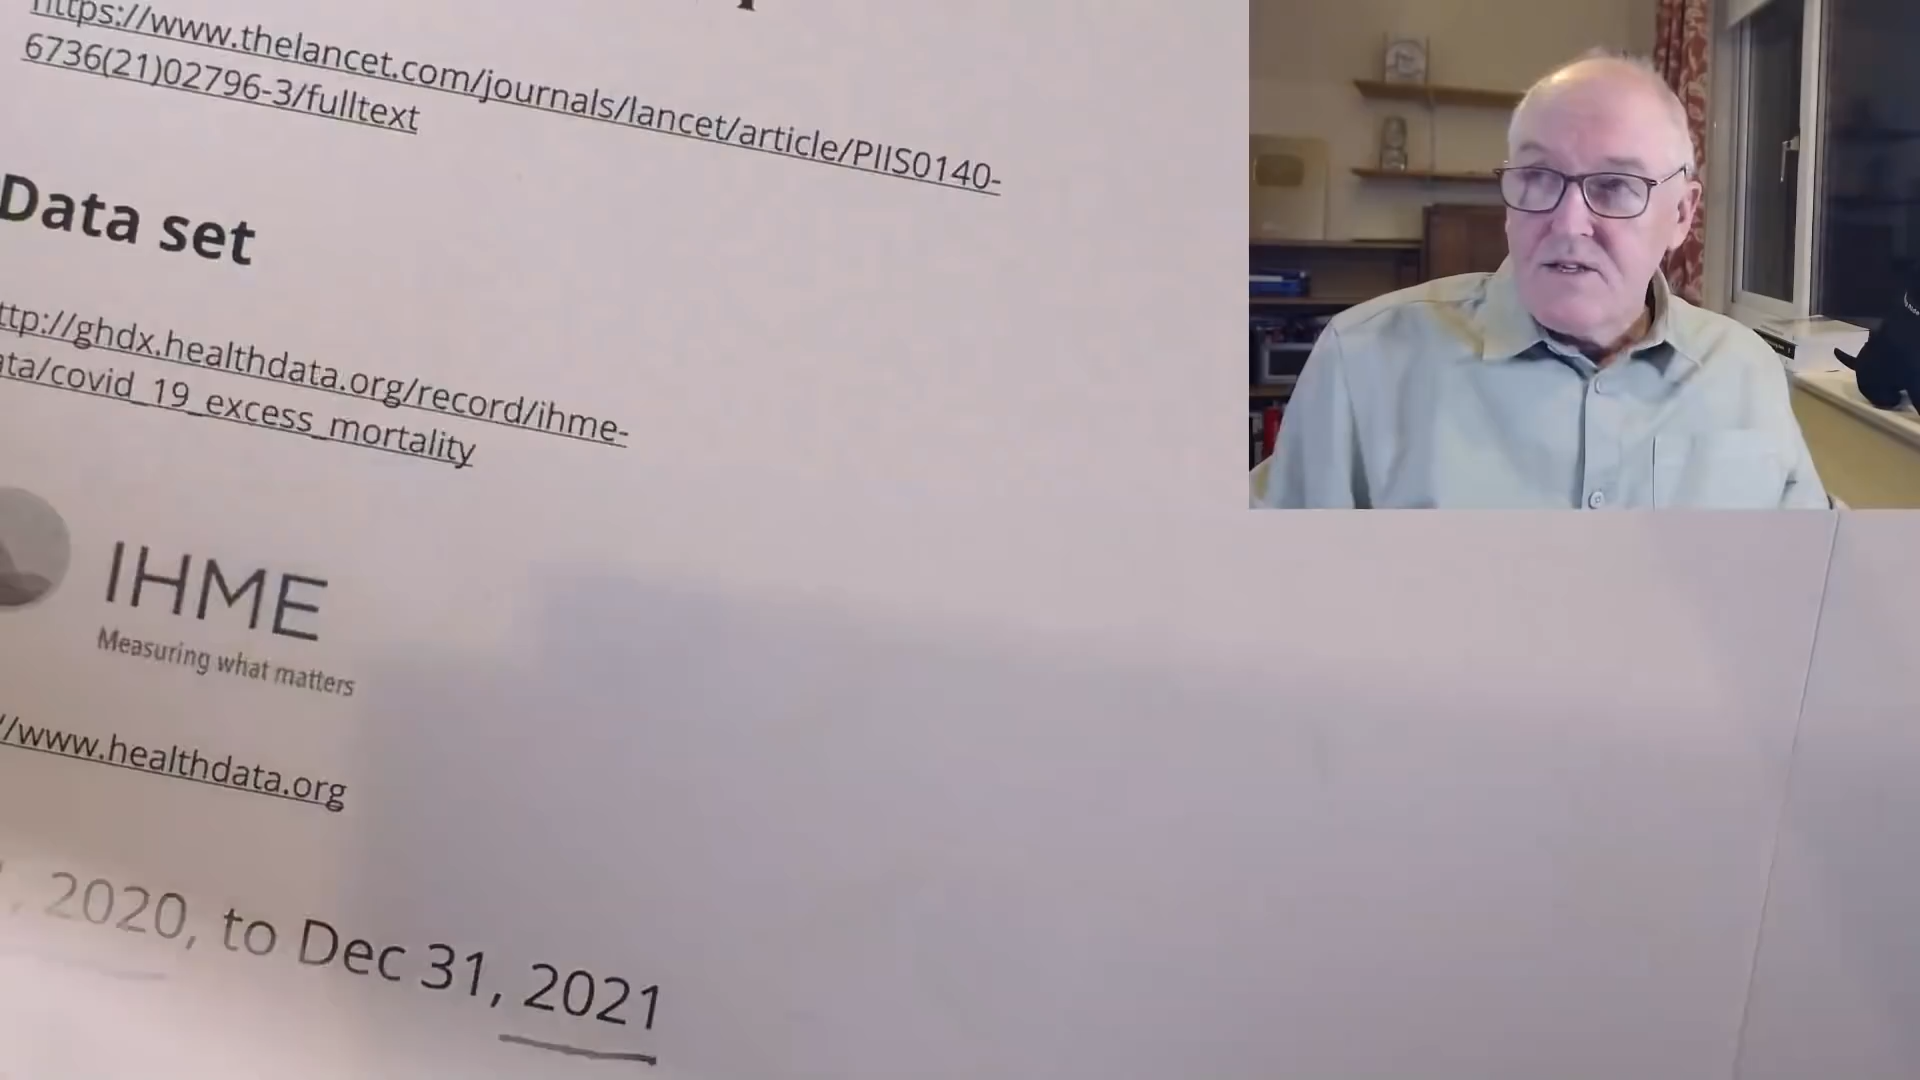 https://www.thelancet.com/journals/lancet/article/PIIS0140-
6736(21)02796-3/fulltext
Data set
ttp://ghdx.healthdata.org/record/ihme-
ata/covid_19_excess_mortality
IHME
Measuring what matters
//www.healthdata.org
, 2020, to Dec 31, 2021